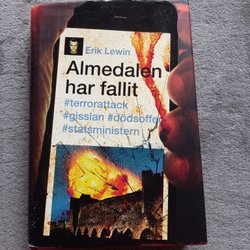 Erik Lewin
Almedalen
har fallit
#terrorattack
#gisslan #dödsoffer
#statsministern